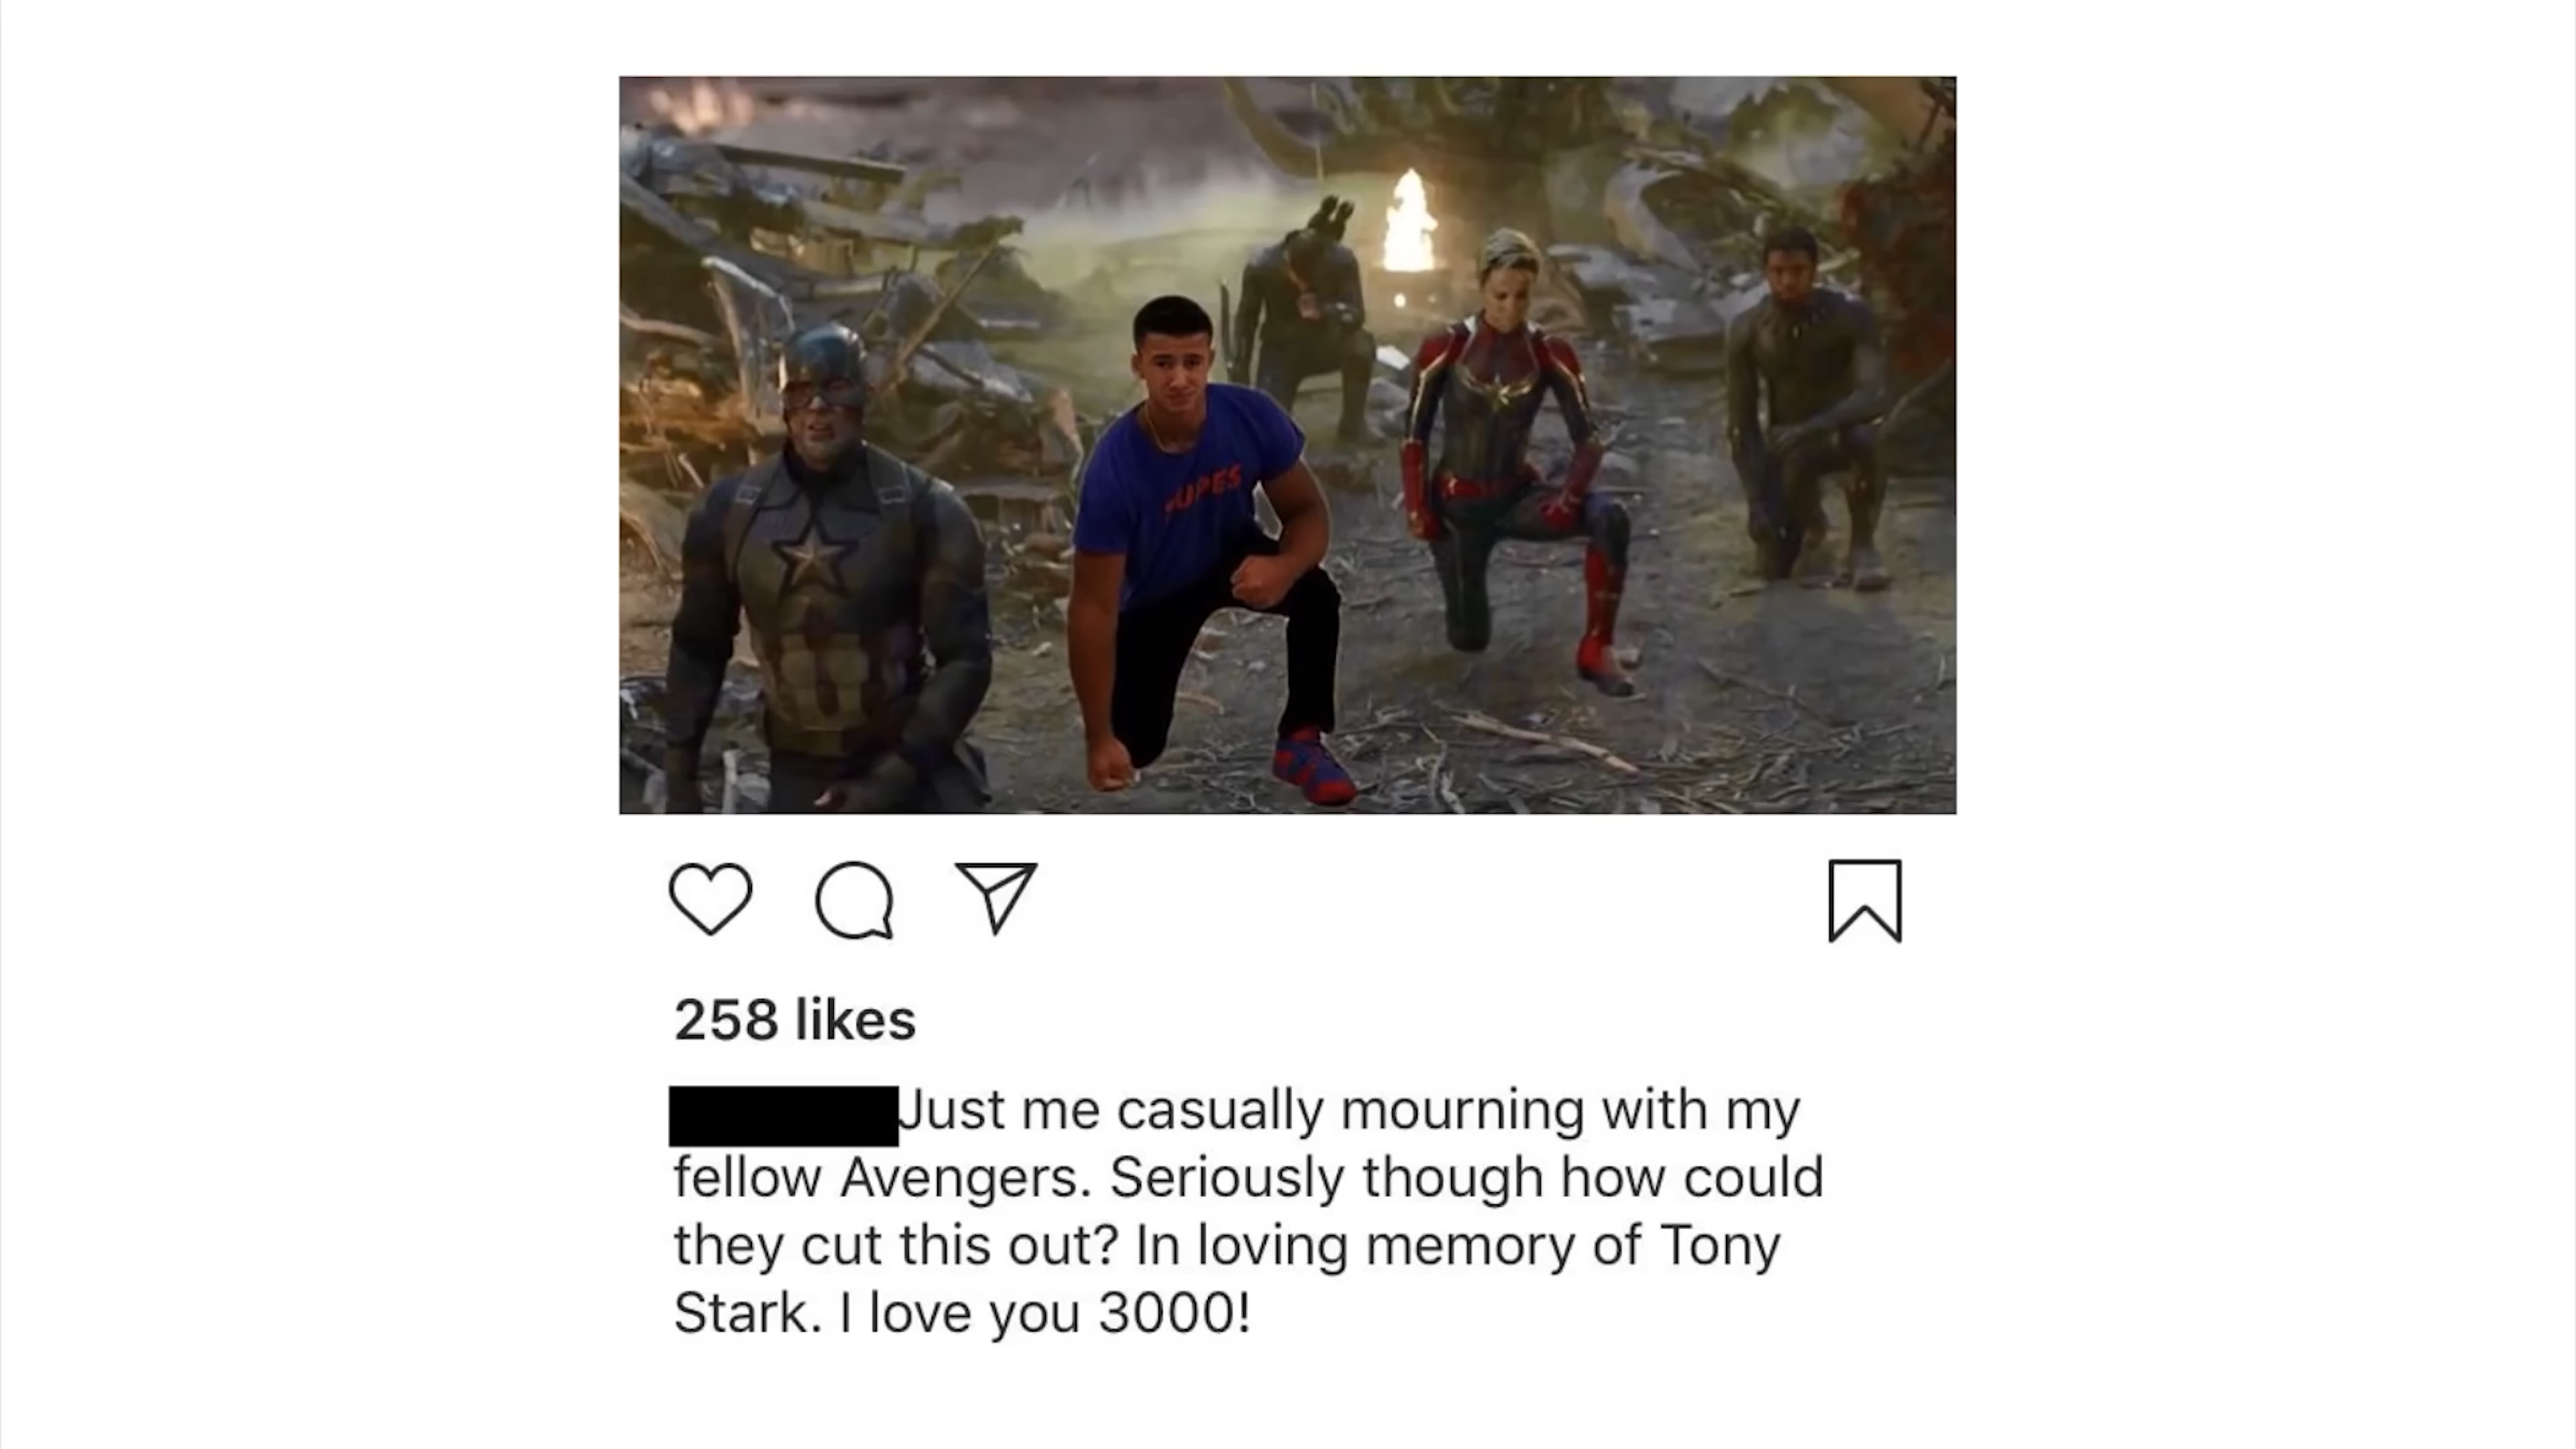 SUPES
258 likes
Just me casually mourning with my
fellow Avengers. Seriously though how could
they cut this out? In loving memory of Tony
Stark. I love you 3000!